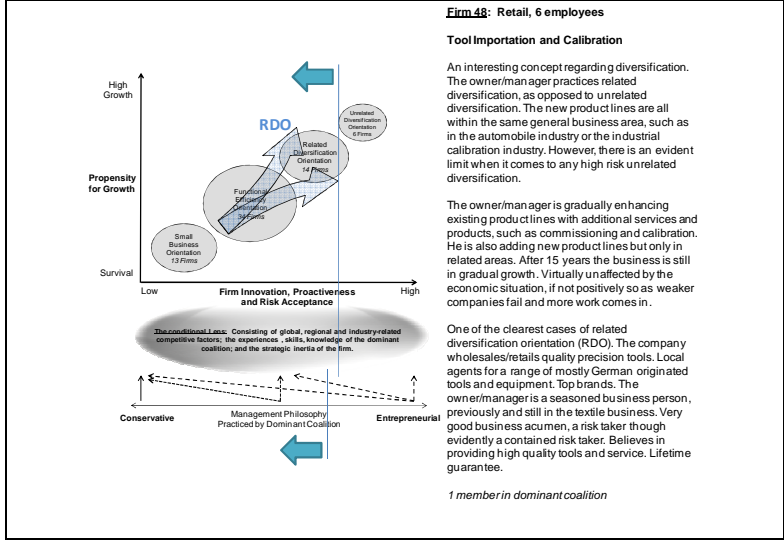 High
Growth
Propensity
for Growth
Survival
RDO
Unrelated
Diversification
Orientation
6 Firms
Related
Diversification
Orientation
14 Firms
Functional
Efficiency
Orientation
34 Firms
Small
Business
Orientation
13 Firms
Low
Firm Innovation, Proactiveness
and Risk Acceptance
High
The conditional Lens: Consisting of global, regional and industry-related
competitive factors; the experiences , skills, knowledge of the dominant
coalition; and the strategic inertia of the firm.
Conservative
Management Philosophy
Practiced by Dominant Coalition
Entrepreneurial
Firm 48: Retail, 6 employees
Tool Importation and Calibration
An interesting concept regarding diversification.
The owner/manager practices related
diversification, as opposed to unrelated
diversification. The new product lines are all
within the same general business area, such as
in the automobile industry or the industrial
calibration industry. However, there is an evident
limit when it comes to any high risk unrelated
diversification.
The owner/manager is gradually enhancing
existing product lines with additional services and
products, such as commissioning and calibration.
He is also adding new product lines but only in
related areas. After 15 years the business is still
in gradual growth. Virtually unaffected by the
economic situation, if not positively so as weaker
companies fail and more work comes in.
One of the clearest cases of related
diversification orientation (RDO). The company
wholesales/retails quality precision tools. Local
agents for a range of mostly German originated
tools and equipment. Top brands. The
owner/manager is a seasoned business person,
previously and still in the textile business. Very
good business acumen, a risk taker though
evidently a contained risk taker. Believes in
providing high quality tools and service. Lifetime
guarantee.
1 member in dominant coalition